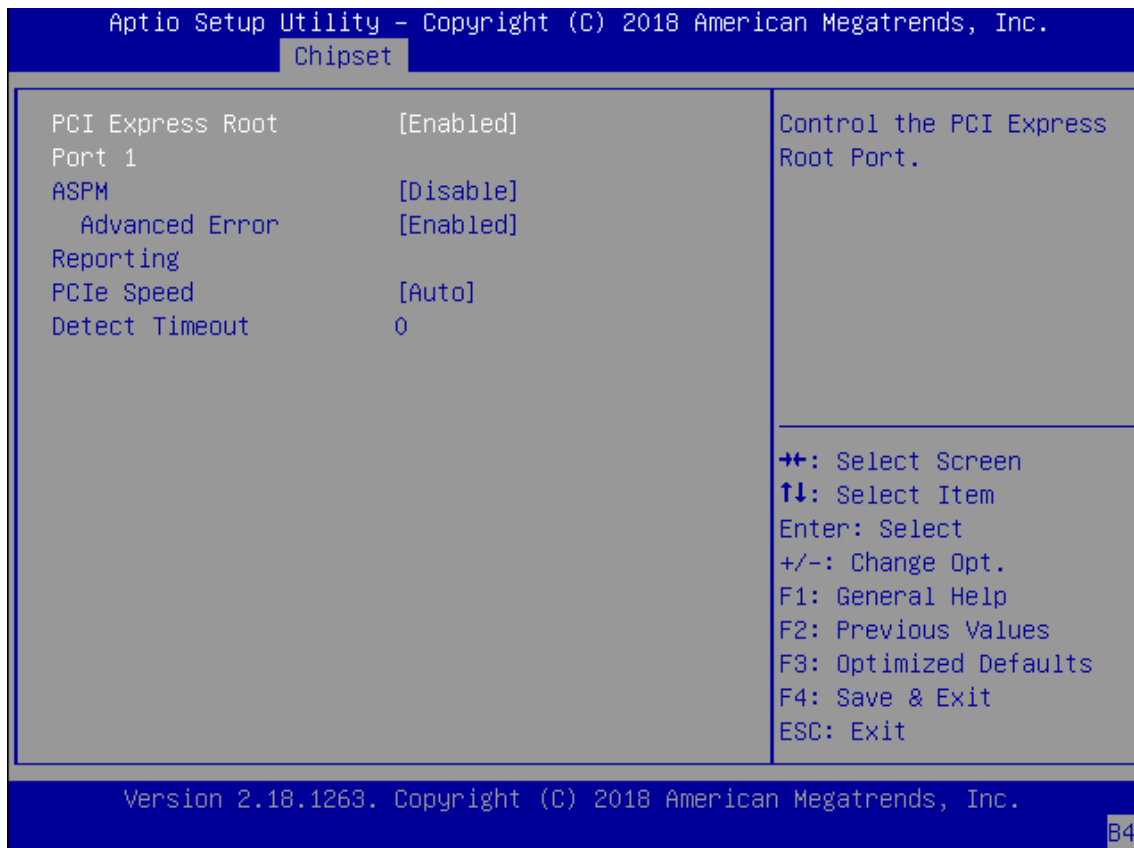 Aptio Setup Utility – Copyright (C) 2018 American Megatrends, Inc.
Chipset
PCI Express Root [Enabled]
Port 1
ASPM [Disable]
Advanced Error [Enabled]
Reporting
PCIe Speed [Auto]
Detect Timeout 0
Control the PCI Express
Root Port.
→←: Select Screen
↑↓: Select Item
Enter: Select
+/-: Change Opt.
F1: General Help
F2: Previous Values
F3: Optimized Defaults
F4: Save & Exit
ESC: Exit
Version 2.18.1263. Copyright (C) 2018 American Megatrends, Inc.
B4